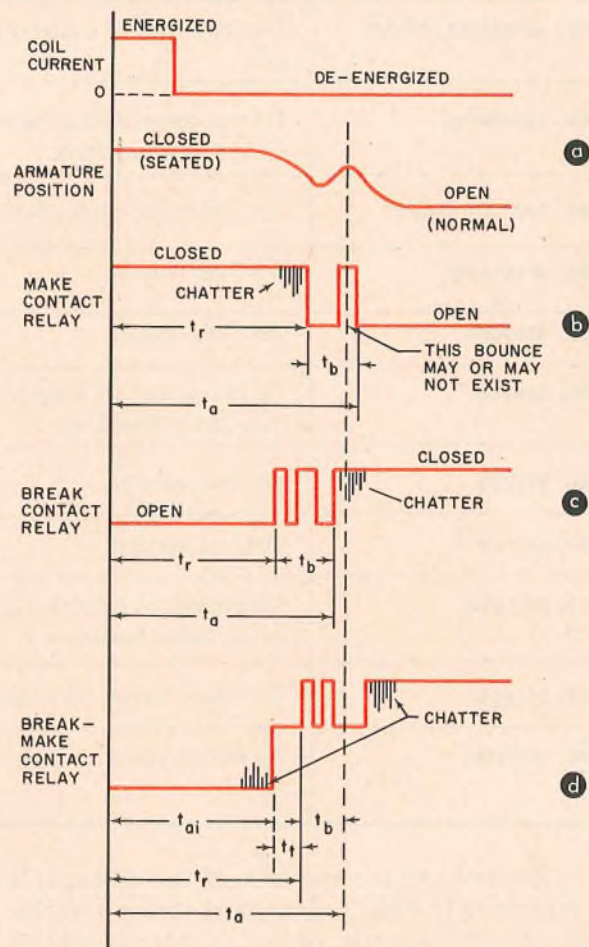 ENERGIZED
COIL
CURRENT
DE-ENERGIZED
O
a
CLOSED
(SEATED)
ARMATURE
POSITION
OPEN
(NORMAL)
CLOSED
MAKE
CONTACT
RELAY
CHATTER
OPEN
b
tr
tb
THIS BOUNCE
MAY OR MAY
NOT EXIST
ta
CLOSED
BREAK
CONTACT
RELAY
OPEN
CHATTER
c
tr
tb
ta
BREAK-
MAKE
CONTACT
RELAY
CHATTER
d
tai
tb
tt
tr
ta